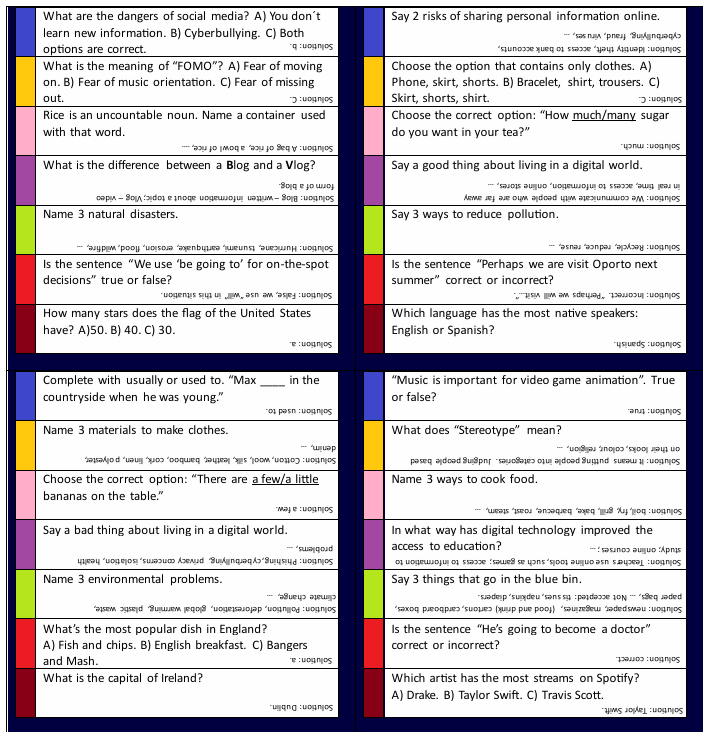 What are the dangers of social media? A) You don´t
learn new information. B) Cyberbullying. C) Both
options are correct.
Solution: b.
What is the meaning of “FOMO”? A) Fear of moving
on. B) Fear of music orientation. C) Fear of missing
out.
Solution: C.
Rice is an uncountable noun. Name a container used
with that word.
Solution: A bag of rice, a bowl of rice, ....
What is the difference between a Blog and a Vlog?
Solution: Blog – written information about a topic; Vlog – video
form of a blog.
Name 3 natural disasters.
Solution: Hurricane, tsunami, earthquake, erosion, flood, wildfire, ...
Is the sentence “We use ‘be going to’ for on-the-spot
decisions” true or false?
Solution: False, we use “will” in this situation.
How many stars does the flag of the United States
have? A)50. B) 40. C) 30.
Solution: a.
Say 2 risks of sharing personal information online.
Solution: Identity theft, access to bank accounts,
cyberbullying, fraud, viruses, ...
Choose the option that contains only clothes. A)
Phone, skirt, shorts. B) Bracelet, shirt, trousers. C)
Skirt, shorts, shirt.
Solution: C.
Choose the correct option: “How much/many sugar
do you want in your tea?”
Solution: much.
Say a good thing about living in a digital world.
Solution: We communicate with people who are far away
in real time, access to information, online stores, ...
Say 3 ways to reduce pollution.
Solution: Recycle, reduce, reuse, ...
Is the sentence “Perhaps we are visit Oporto next
summer” correct or incorrect?
Solution: Incorrect. “Perhaps we will visit...”.
Which language has the most native speakers:
English or Spanish?
Solution: Spanish.
Complete with usually or used to. “Max ____ in the
countryside when he was young.”
Solution: used to.
Name 3 materials to make clothes.
Solution: Cotton, wool, silk, leather, bamboo, cork, linen, polyester,
denim, ...
Choose the correct option: “There are a few/a little
bananas on the table.”
Solution: a few.
Say a bad thing about living in a digital world.
Solution: Phishing, cyberbullying, privacy concerns, isolation, health
problems, ...
Name 3 environmental problems.
Solution: Pollution, deforestation, global warming, plastic waste,
climate change, ...
What’s the most popular dish in England?
A) Fish and chips. B) English breakfast. C) Bangers
and Mash.
Solution: a.
What is the capital of Ireland?
Solution: Dublin.
“Music is important for video game animation”. True
or false?
Solution: true.
What does “Stereotype” mean?
Solution: It means putting people into categories. Judging people based
on their looks, colour, religion, ...
Name 3 ways to cook food.
Solution: boil, fry, grill, bake, barbecue, roast, steam, ...
In what way has digital technology improved the
access to education?
Solution: Teachers use online tools, such as games; access to information to
study; online courses; ...
Say 3 things that go in the blue bin.
Solution: newspaper, magazines, (food and drink) cartons, cardboard boxes,
paper bags, ... Not accepted: tissues, napkins, diapers.
Is the sentence “He’s going to become a doctor”
correct or incorrect?
Solution: correct.
Which artist has the most streams on Spotify?
A) Drake. B) Taylor Swift. C) Travis Scott.
Solution: Taylor Swift.